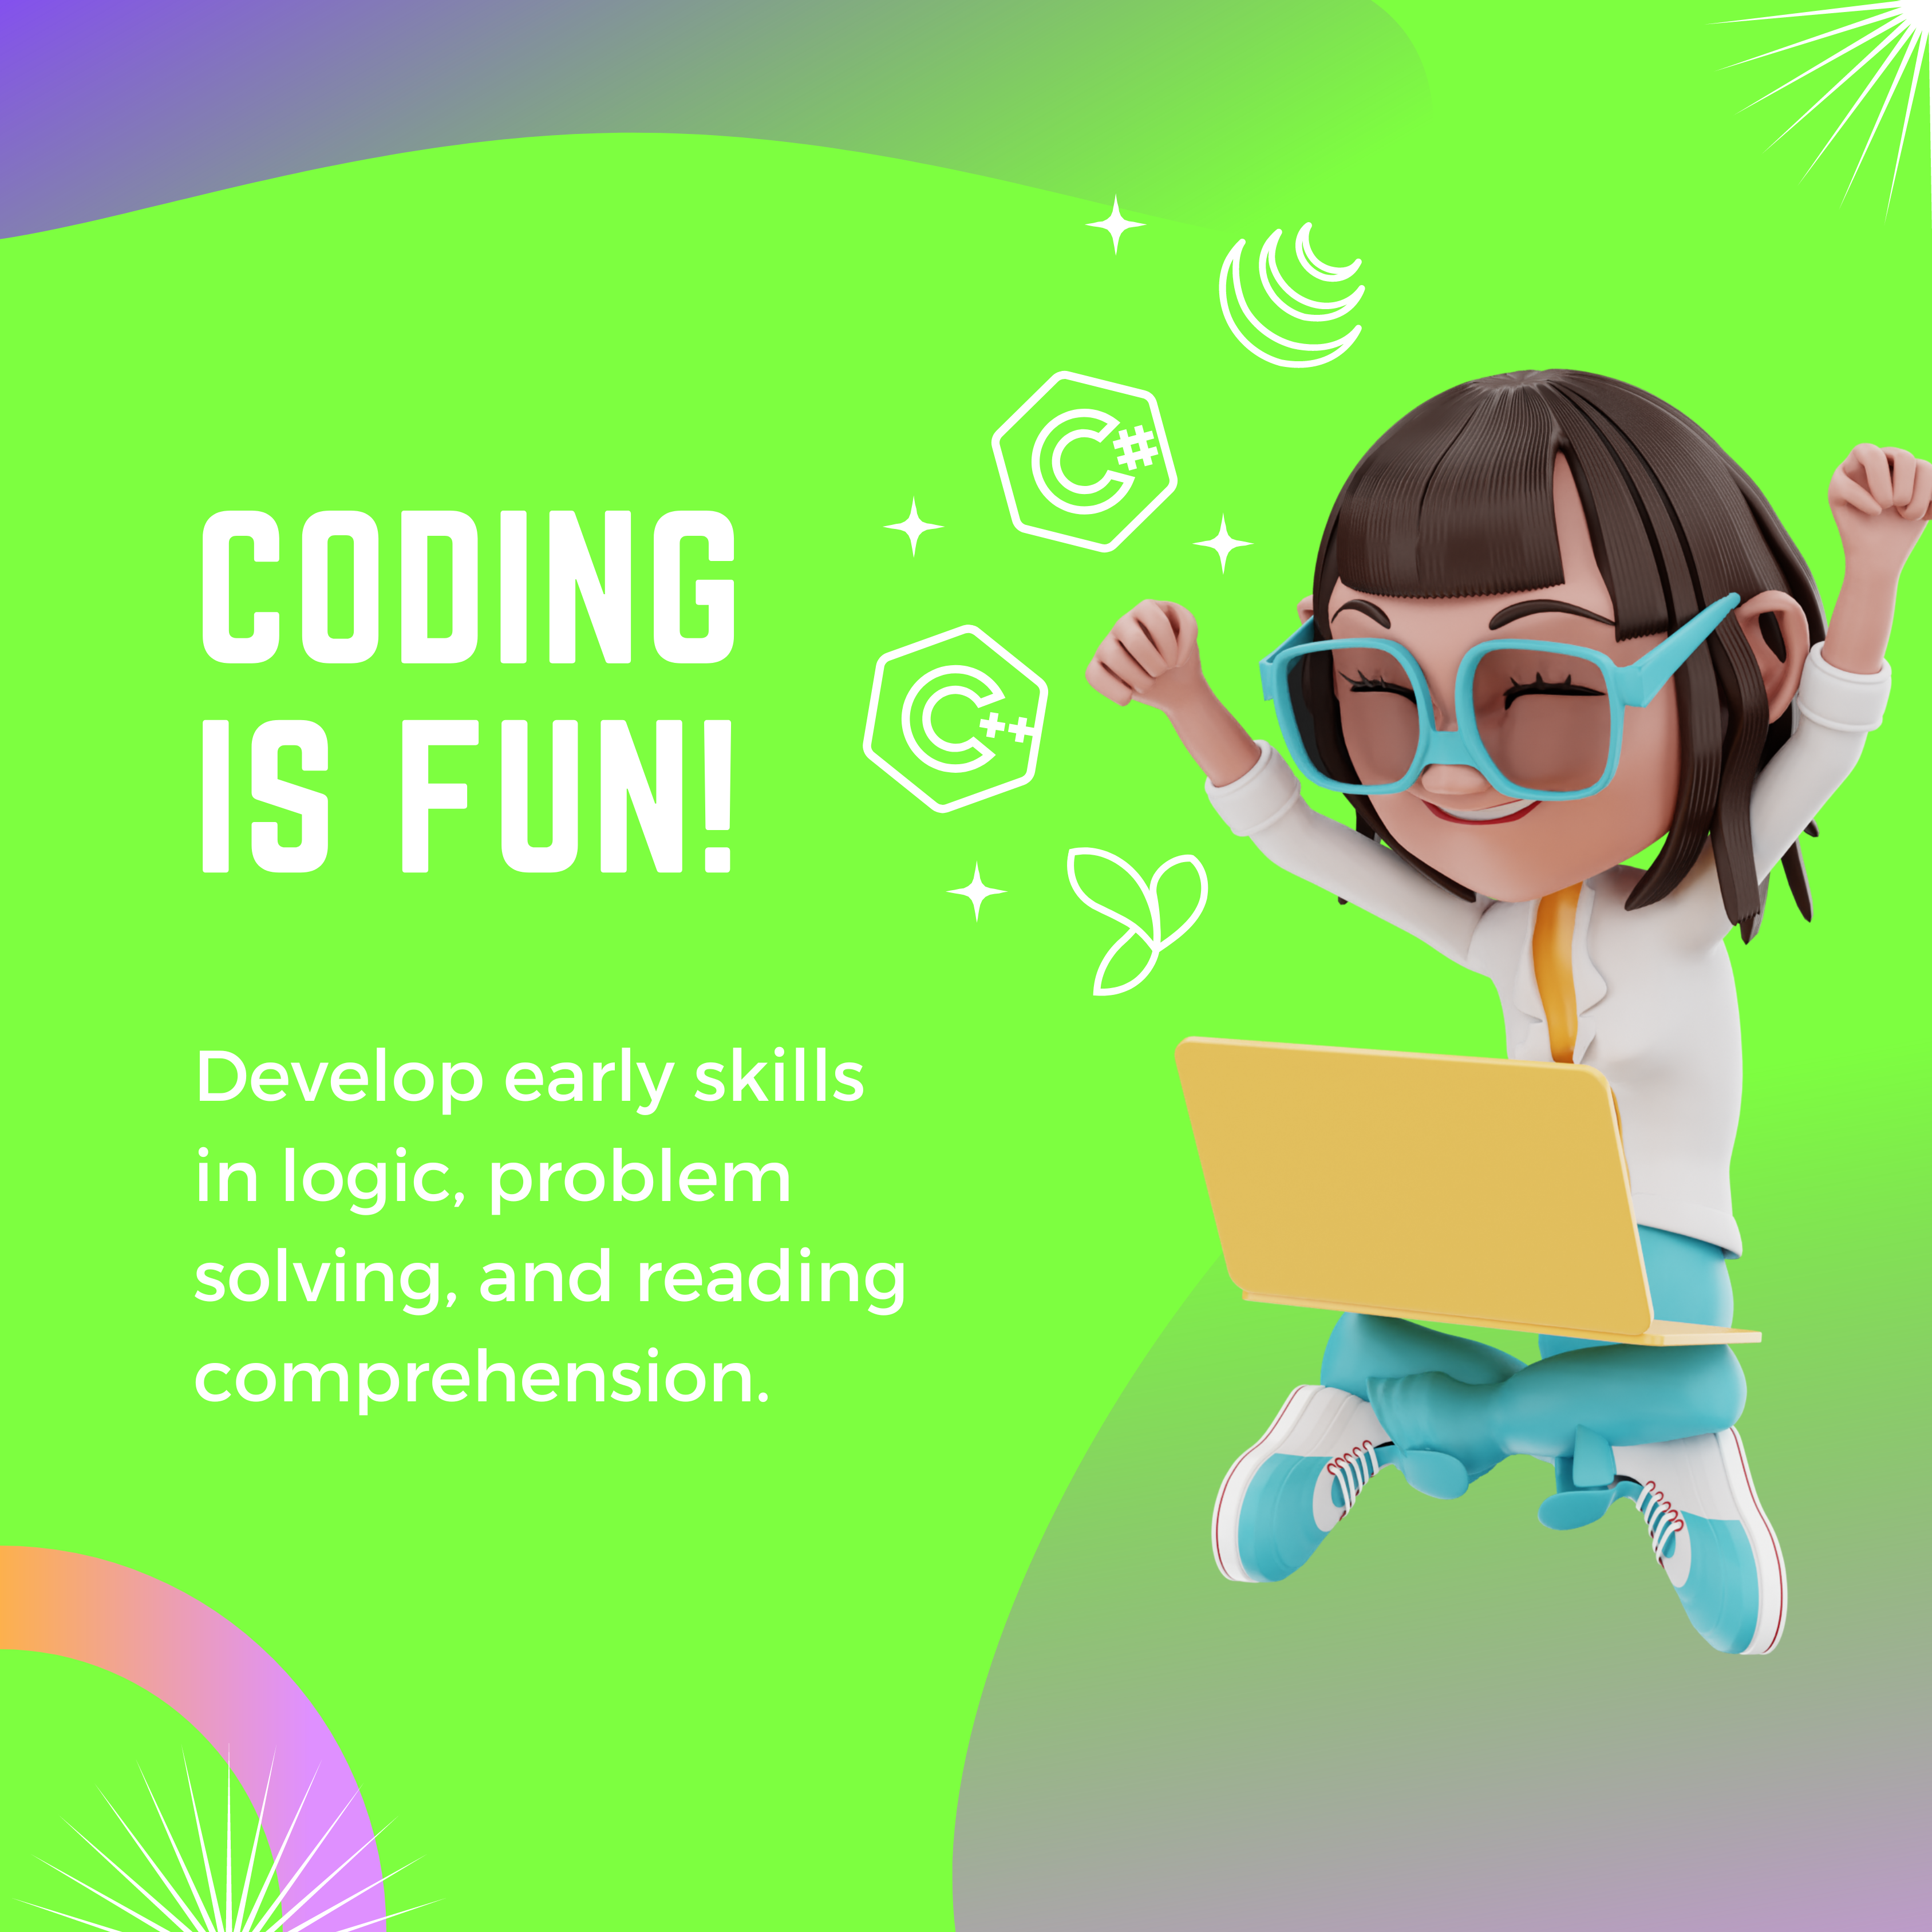 CODING
IS FUN!
C#
C++
Develop early skills
in logic, problem
solving, and reading
comprehension.